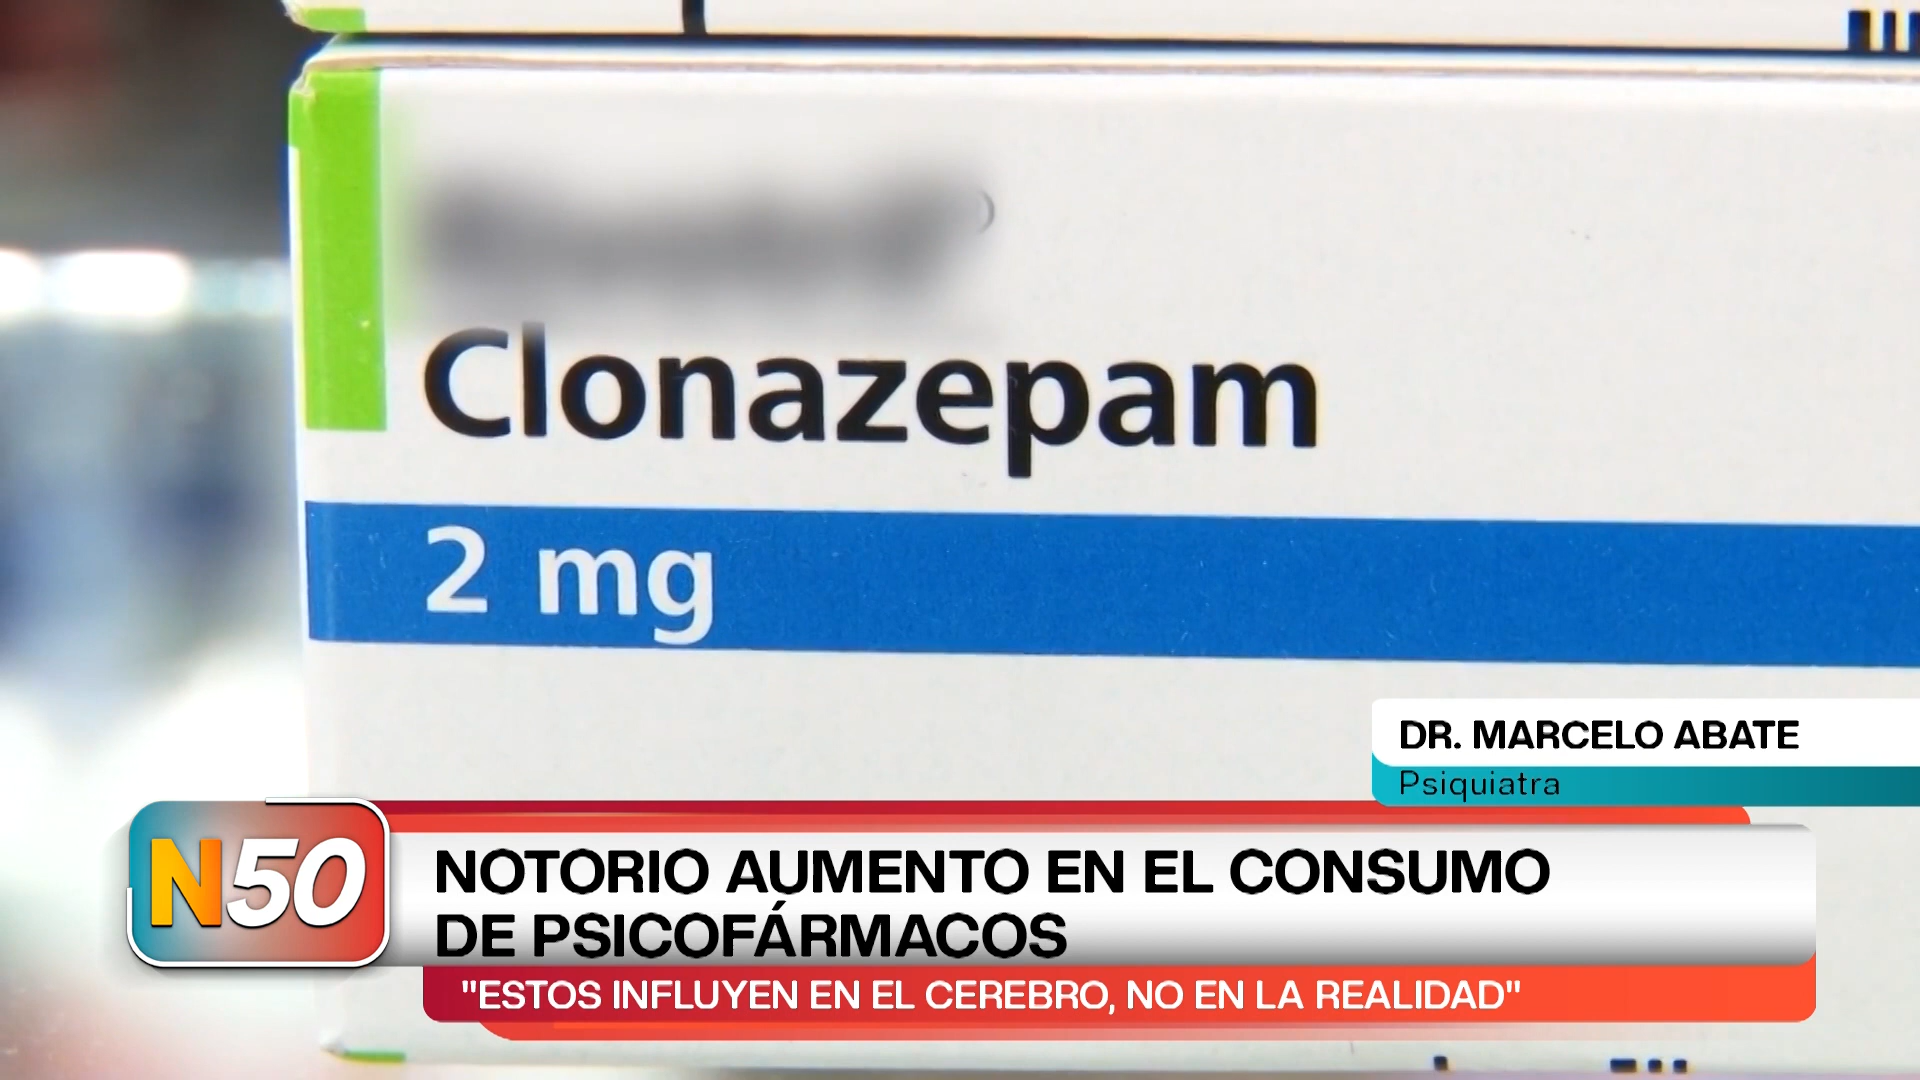 Clonazepam
2 mg
DR. MARCELO ABATE
Psiquiatra
N50
NOTORIO AUMENTO EN EL CONSUMO
DE PSICOFÁRMACOS
"ESTOS INFLUYEN EN EL CEREBRO, NO EN LA REALIDAD"